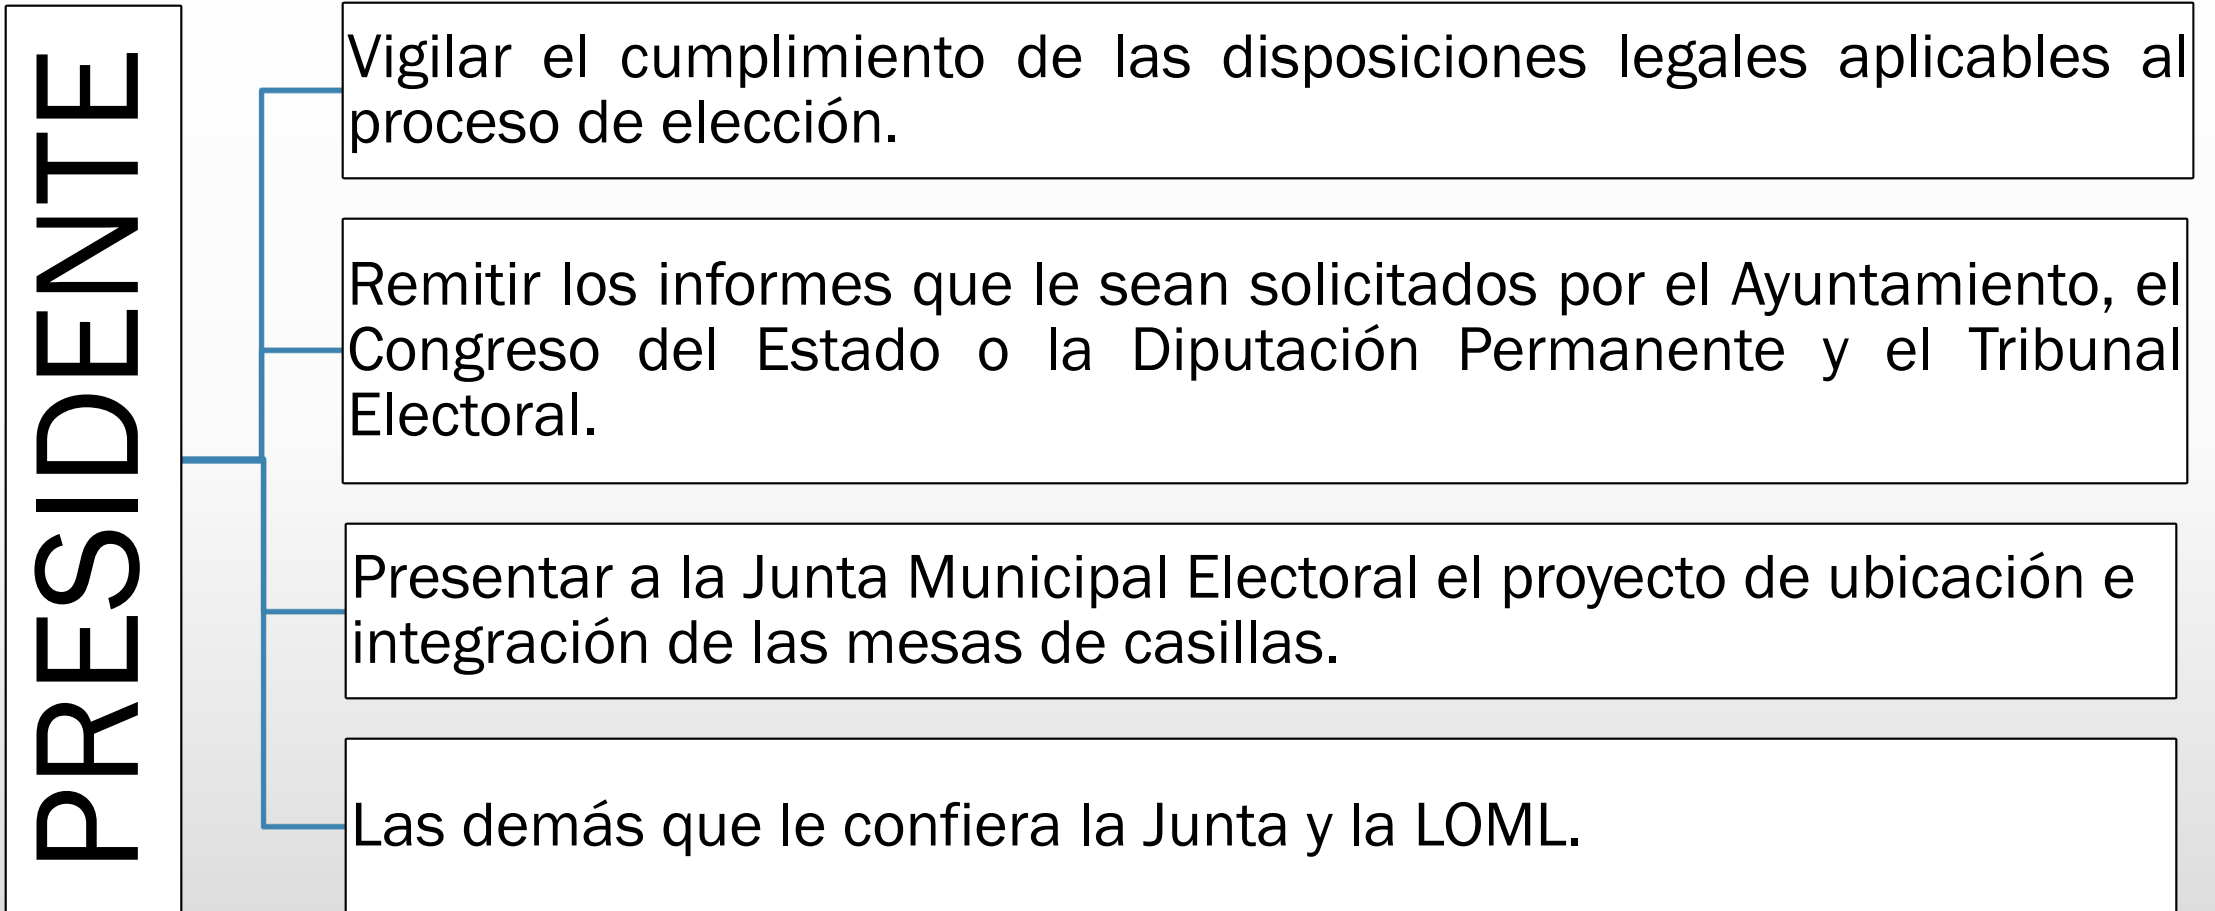 PRESIDENTE
Vigilar el cumplimiento de las disposiciones legales aplicables al
proceso de elección.
Remitir los informes que le sean solicitados por el Ayuntamiento, el
Congreso del Estado o la Diputación Permanente y el Tribunal
Electoral.
Presentar a la Junta Municipal Electoral el proyecto de ubicación e
integración de las mesas de casillas.
Las demás que le confiera la Junta y la LOML.